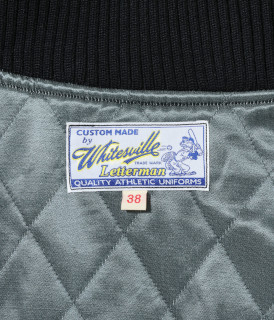 CUSTOM MADE
by
Whitesville
TRADE MARK
Letterman
QUALITY ATHLETIC UNIFORMS
38